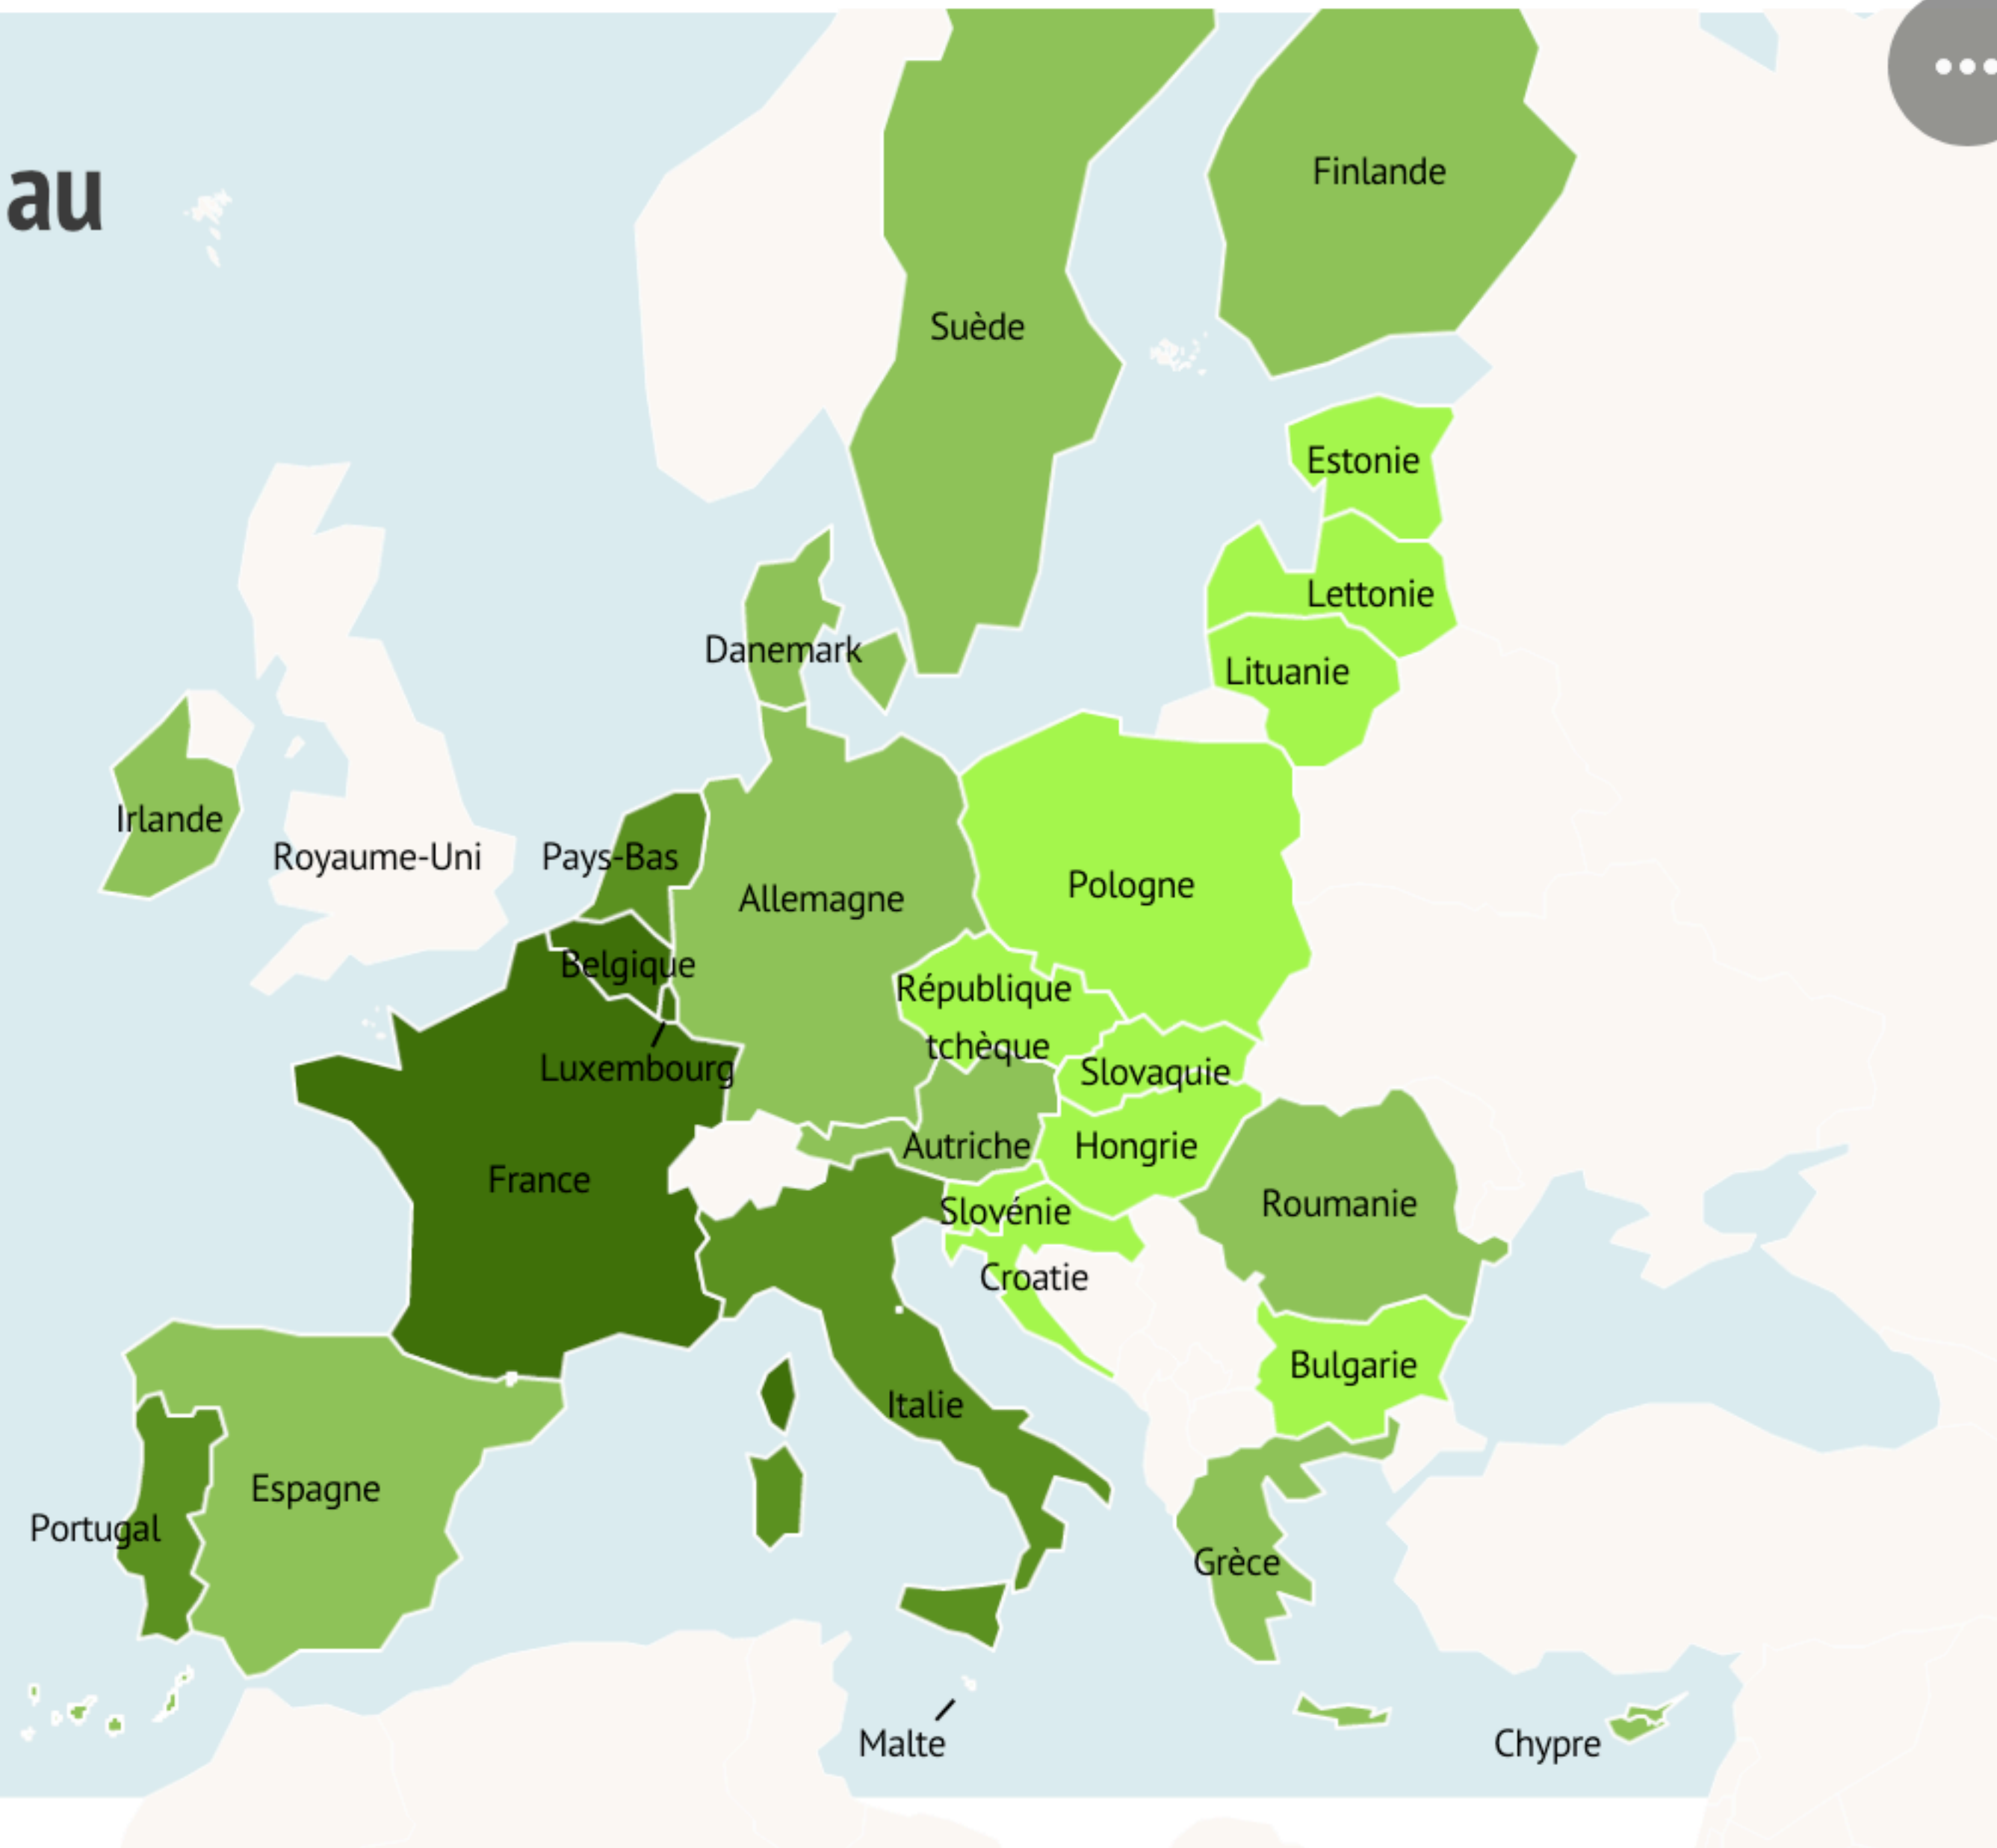 au
Finlande
Suède
Estonie
Lettonie
Danemark
Lituanie
Irlande
Royaume-Uni
Pays-Bas
Allemagne
Pologne
Belgique
République
tchèque
Luxembourg
Slovaquie
Autriche
Hongrie
France
Slovénie
Roumanie
Croatie
Bulgarie
Italie
Espagne
Portugal
Grèce
Malte
Chypre